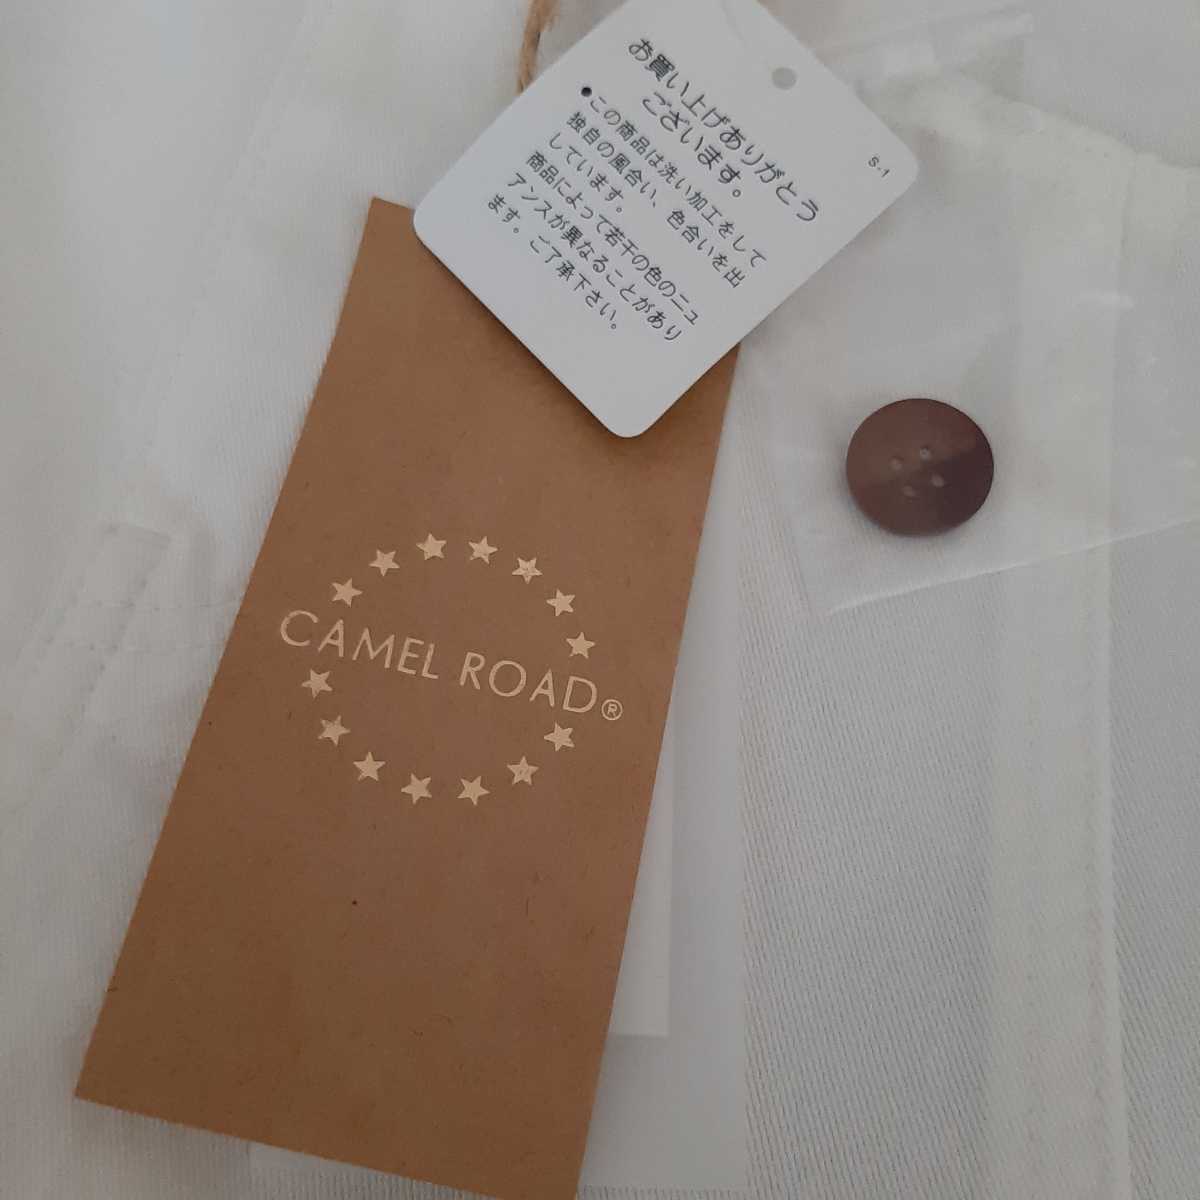 S-1
お買い上げありがとう
ございます。
●この商品は洗い加工をして
独自の風合い、色合いを出
しています。
商品によって若干の色のニュ
アンスが異なることがあり
ます。ご了承下さい。
CAMEL ROAD®